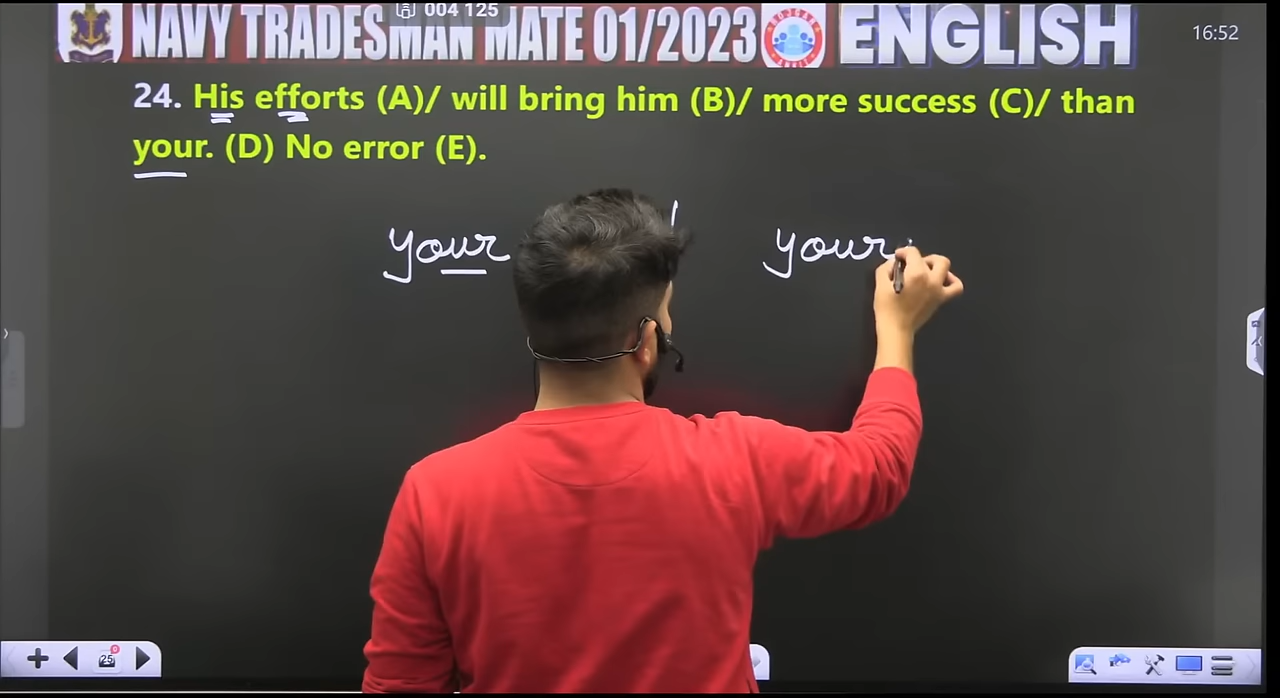 004 125
NAVY TRADESMAN MATE 01/2023 ENGLISH
16:52
24. His efforts (A)/ will bring him (B)/ more success (C)/ than
your. (D) No error (E).
your your
25